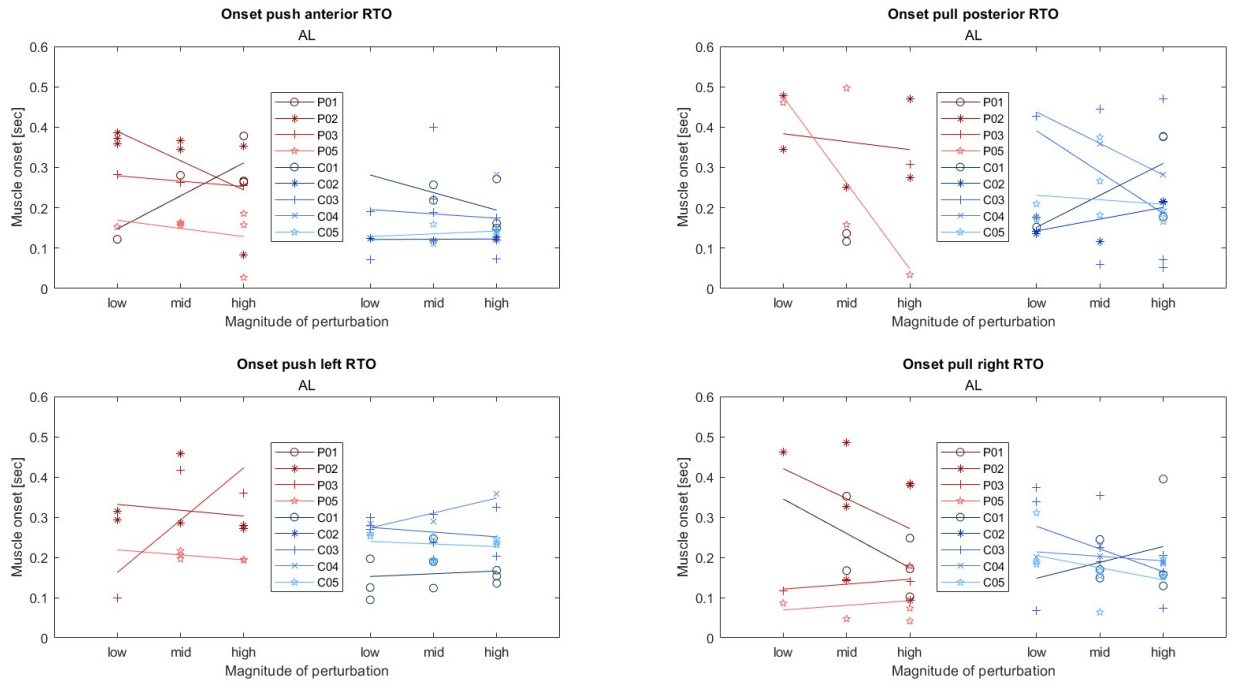 Onset push anterior RTO
AL
Muscle onset [sec]
0.6
0.5
0.4
0.3
0.2
0.1
0
P01
P02
P03
P05
C01
C02
C03
C04
C05
low mid high low mid high
Magnitude of perturbation
Onset pull posterior RTO
AL
Muscle onset [sec]
0.6
0.5
0.4
0.3
0.2
0.1
0
P01
P02
P03
P05
C01
C02
C03
C04
C05
low mid high low mid high
Magnitude of perturbation
Onset push left RTO
AL
Muscle onset [sec]
0.6
0.5
0.4
0.3
0.2
0.1
0
P01
P02
P03
P05
C01
C02
C03
C04
C05
low mid high low mid high
Magnitude of perturbation
Onset pull right RTO
AL
Muscle onset [sec]
0.6
0.5
0.4
0.3
0.2
0.1
0
P01
P02
P03
P05
C01
C02
C03
C04
C05
low mid high low mid high
Magnitude of perturbation